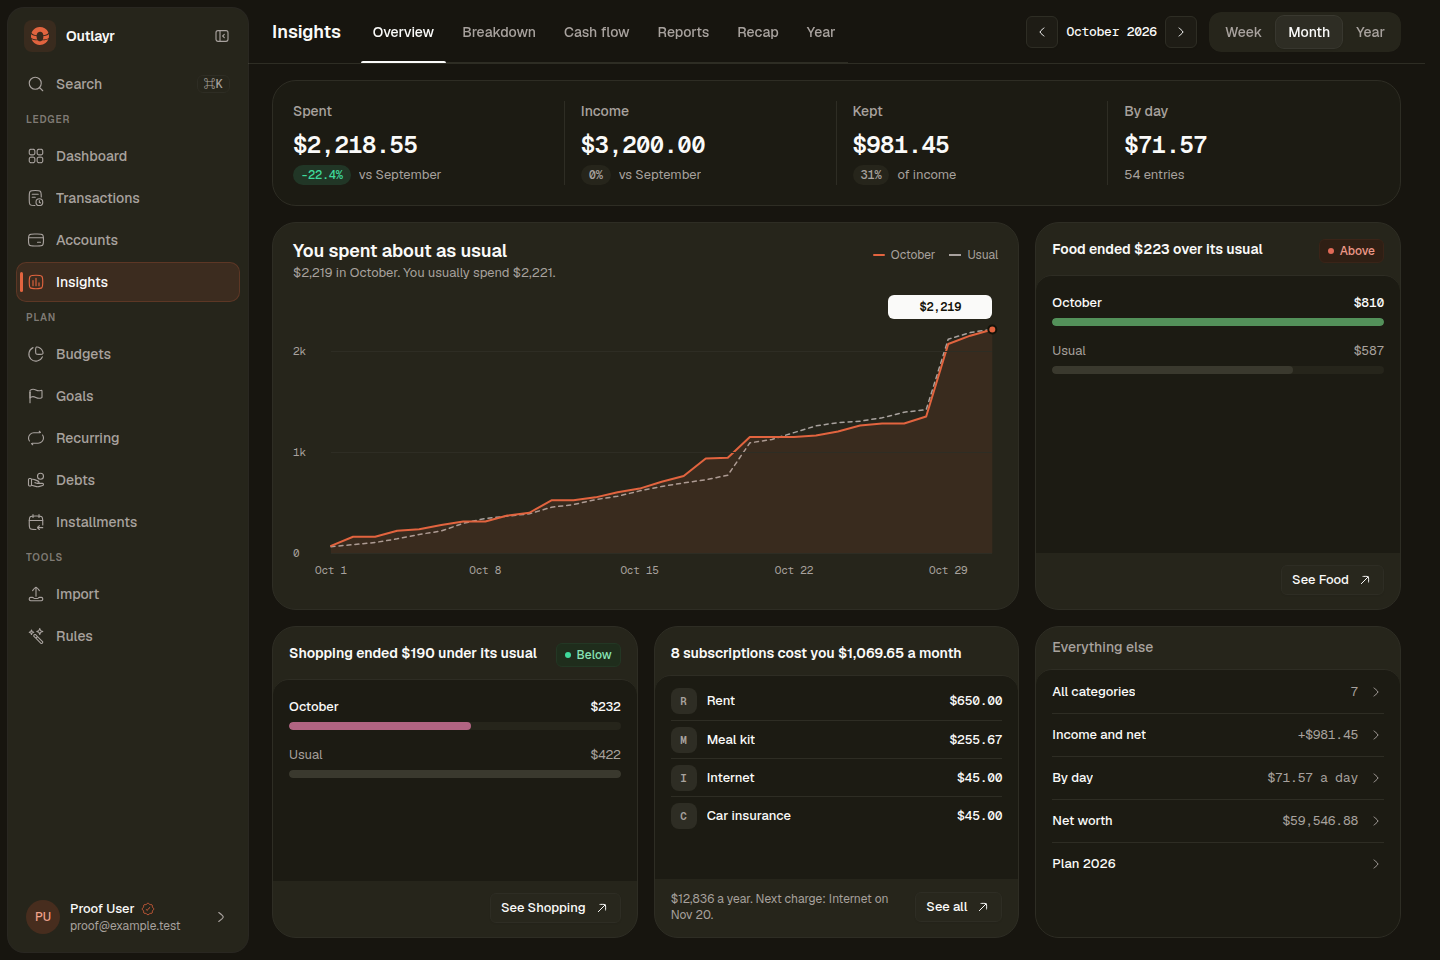 Outlayr
Search ⌘K
LEDGER
Dashboard
Transactions
Accounts
Insights
PLAN
Budgets
Goals
Recurring
Debts
Installments
TOOLS
Import
Rules
PU
Proof User
proof@example.test
Insights Overview Breakdown Cash flow Reports Recap Year
October 2026
Week Month Year
Spent
$2,218.55
-22.4% vs September
Income
$3,200.00
0% vs September
Kept
$981.45
31% of income
By day
$71.57
54 entries
You spent about as usual
$2,219 in October. You usually spend $2,221.
October Usual
$2,219
2k
1k
0
Oct 1 Oct 8 Oct 15 Oct 22 Oct 29
Food ended $223 over its usual
Above
October $810
Usual $587
See Food
Shopping ended $190 under its usual
Below
October $232
Usual $422
See Shopping
8 subscriptions cost you $1,069.65 a month
R Rent $650.00
M Meal kit $255.67
I Internet $45.00
C Car insurance $45.00
$12,836 a year. Next charge: Internet on
Nov 20.
See all
Everything else
All categories 7
Income and net +$981.45
By day $71.57 a day
Net worth $59,546.88
Plan 2026